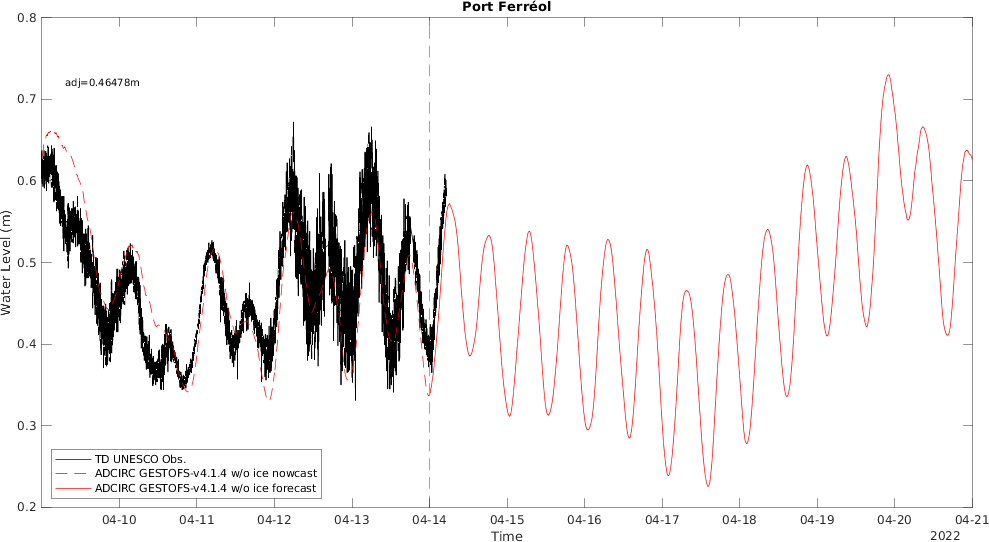 Port Ferréol
0.8
adj=0.46478m
0.7
0.6
0.5
0.4
0.3
0.2
Water Level (m)
TD UNESCO Obs.
ADCIRC GESTOFS-v4.1.4 w/o ice nowcast
ADCIRC GESTOFS-v4.1.4 w/o ice forecast
04-10 04-11 04-12 04-13 04-14 04-15 04-16 04-17 04-18 04-19 04-20 04-21
Time
2022